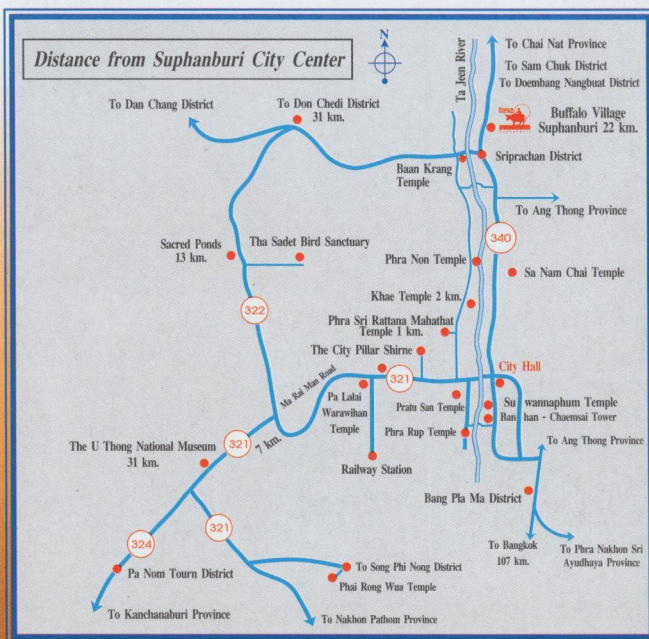 Distance from Suphanburi City Center
N
Ta Jeen River
To Chai Nat Province
To Sam Chuk District
To Doembang Nangbuat District
To Dan Chang District
To Don Chedi District
31 km.
Buffalo Village
Suphanburi 22 km.
Baan Krang
Temple
Sriprachan District
To Ang Thong Province
340
Sacred Ponds
13 km.
Tha Sadet Bird Sanctuary
Phra Non Temple
Sa Nam Chai Temple
Khae Temple 2 km.
322
Phra Sri Rattana Mahathat
Temple 1 km.
The City Pillar Shirne
321
City Hall
Ma Rai Man Road
Pa Lalai
Warawihan
Temple
Pratu San Temple
Su wannaphum Temple
Ban han - Chaemsai Tower
Phra Rup Temple
321
7 km.
The U Thong National Museum
31 km.
Railway Station
To Ang Thong Province
Bang Pla Ma District
321
324
To Bangkok
107 km.
To Phra Nakhon Sri
Ayudhaya Province
Pa Nom Tourn District
To Song Phi Nong District
Phai Rong Wua Temple
To Kanchanaburi Province
To Nakhon Pathom Province